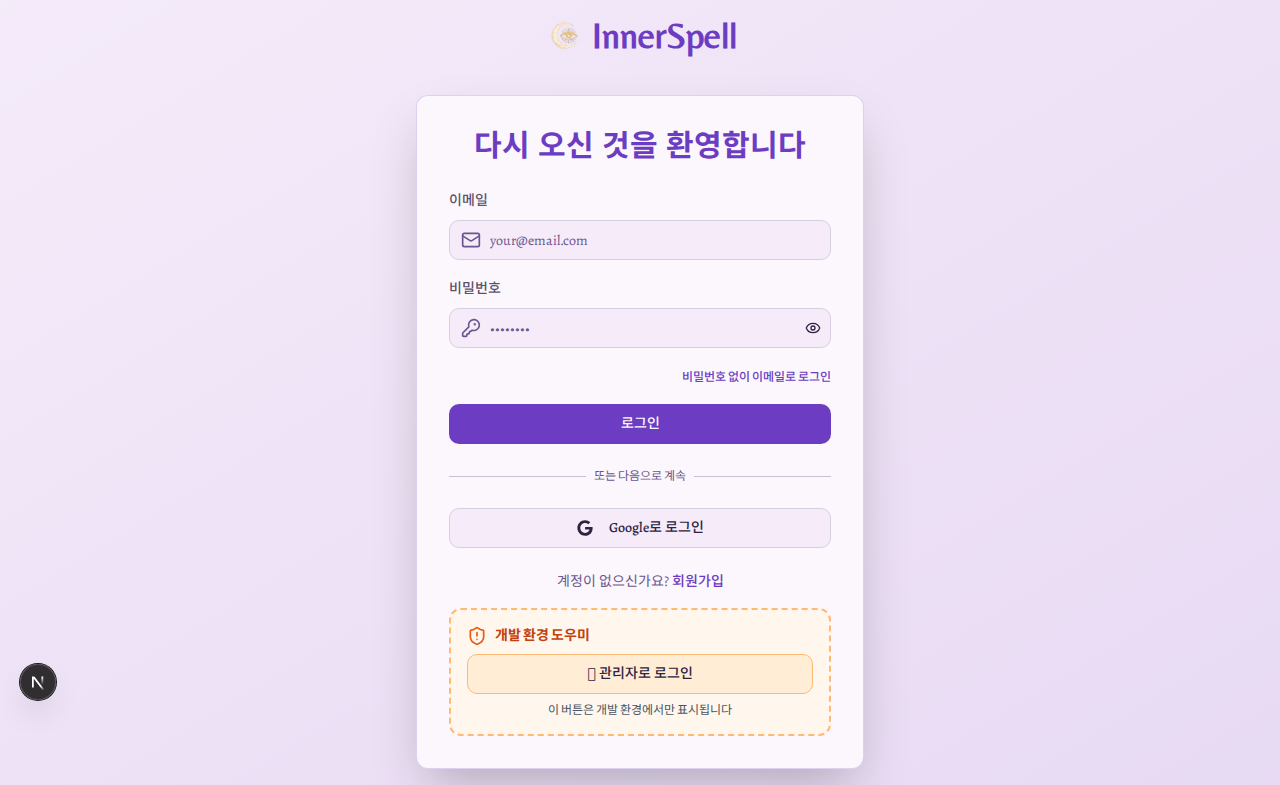 InnerSpell
다시 오신 것을 환영합니다
이메일
your@email.com
비밀번호
••••••••
비밀번호 없이 이메일로 로그인
로그인
또는 다음으로 계속
G Google로 로그인
계정이 없으신가요? 회원가입
개발 환경 도우미
관리자로 로그인
이 버튼은 개발 환경에서만 표시됩니다
N